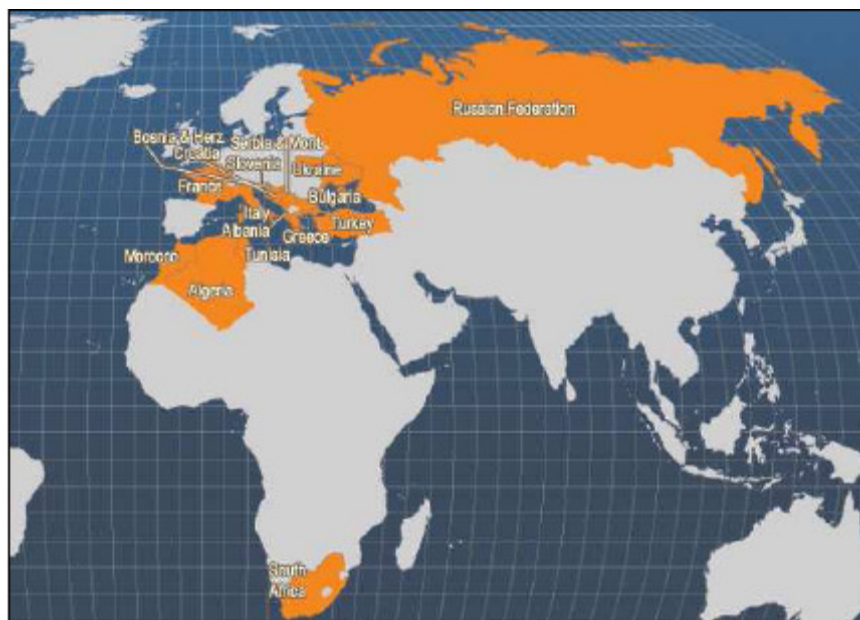 Russian Federation
Bosnia & Herz.
Serbia & Mont.
Croatia
Slovenia
Ukraine
France
Bulgaria
Italy
Turkey
Albania
Greece
Morocco
Tunisia
Algeria
South
Africa